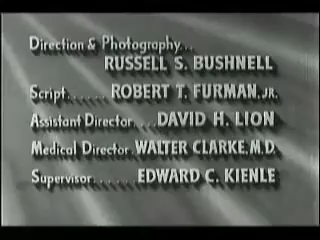 Direction & Photography...
RUSSELL S. BUSHNELL
Script...... ROBERT T. FURMAN, JR.
Assistant Director.... DAVID H. LION
Medical Director. WALTER CLARKE, M.D.
Supervisor...... EDWARD C. KIENLE